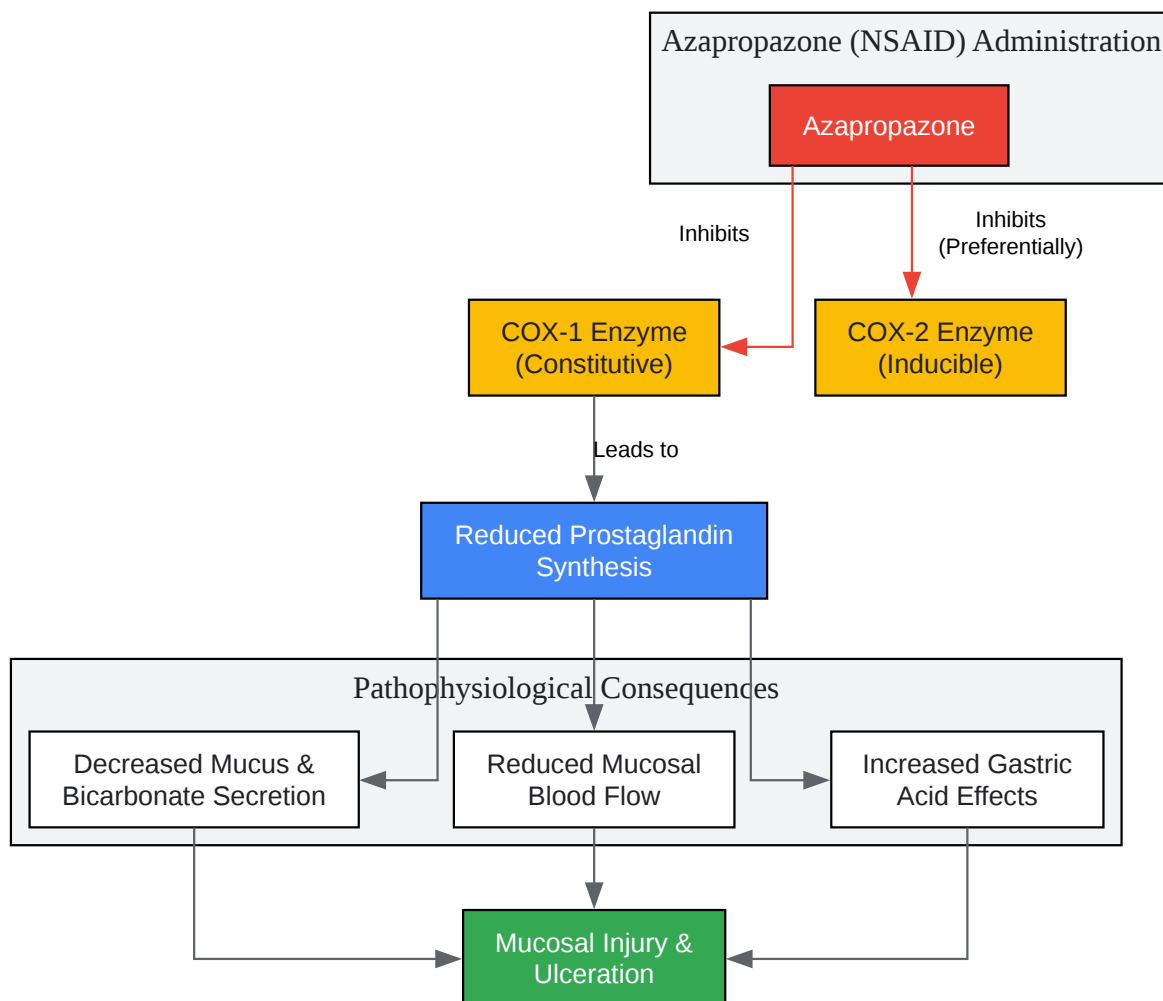 Azapropazone (NSAID) Administration
Azapropazone
Inhibits
Inhibits
(Preferentially)
COX-1 Enzyme
(Constitutive)
COX-2 Enzyme
(Inducible)
Leads to
Reduced Prostaglandin
Synthesis
Pathophysiological Consequences
Decreased Mucus &
Bicarbonate Secretion
Reduced Mucosal
Blood Flow
Increased Gastric
Acid Effects
Mucosal Injury &
Ulceration